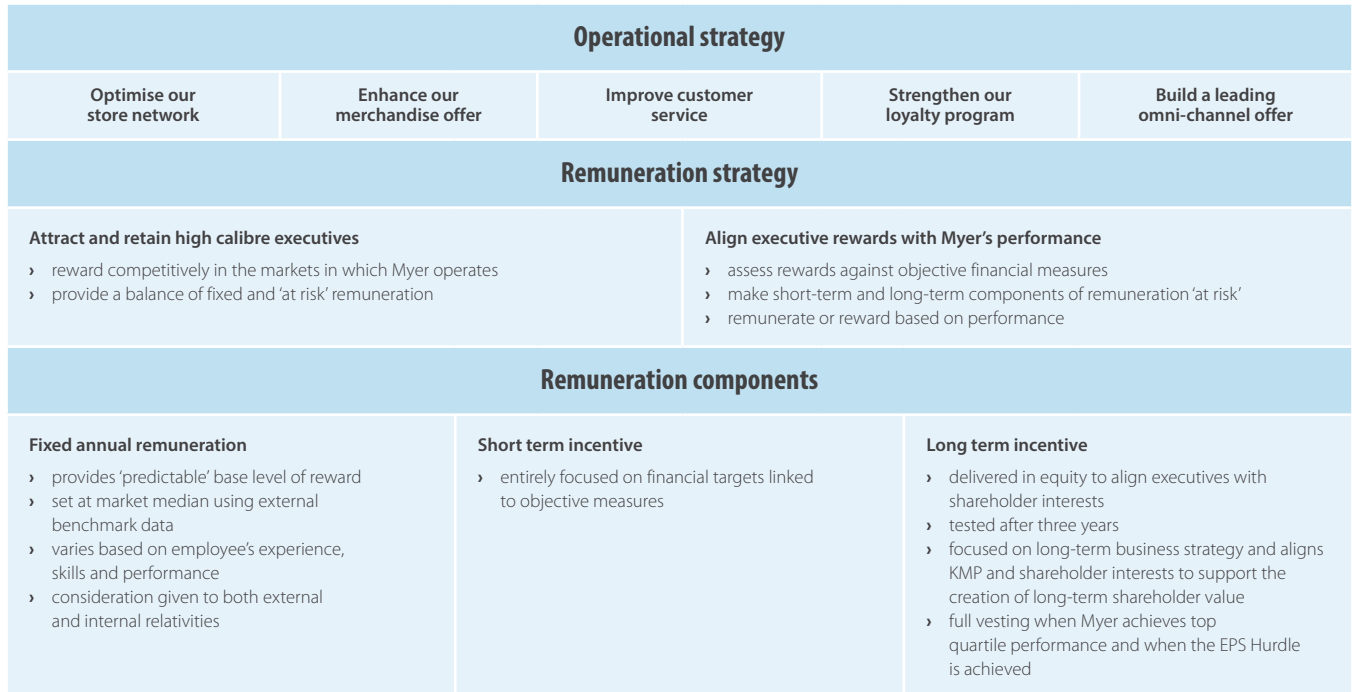 Operational strategy
Optimise our
store network
Enhance our
merchandise offer
Improve customer
service
Strengthen our
loyalty program
Build a leading
omni-channel offer
Remuneration strategy
Attract and retain high calibre executives
› reward competitively in the markets in which Myer operates
› provide a balance of fixed and ‘at risk’ remuneration
Align executive rewards with Myer’s performance
› assess rewards against objective financial measures
› make short-term and long-term components of remuneration ‘at risk’
› remunerate or reward based on performance
Remuneration components
Fixed annual remuneration
› provides ‘predictable’ base level of reward
› set at market median using external
benchmark data
› varies based on employee’s experience,
skills and performance
› consideration given to both external
and internal relativities
Short term incentive
› entirely focused on financial targets linked
to objective measures
Long term incentive
› delivered in equity to align executives with
shareholder interests
› tested after three years
› focused on long-term business strategy and aligns
KMP and shareholder interests to support the
creation of long-term shareholder value
› full vesting when Myer achieves top
quartile performance and when the EPS Hurdle
is achieved